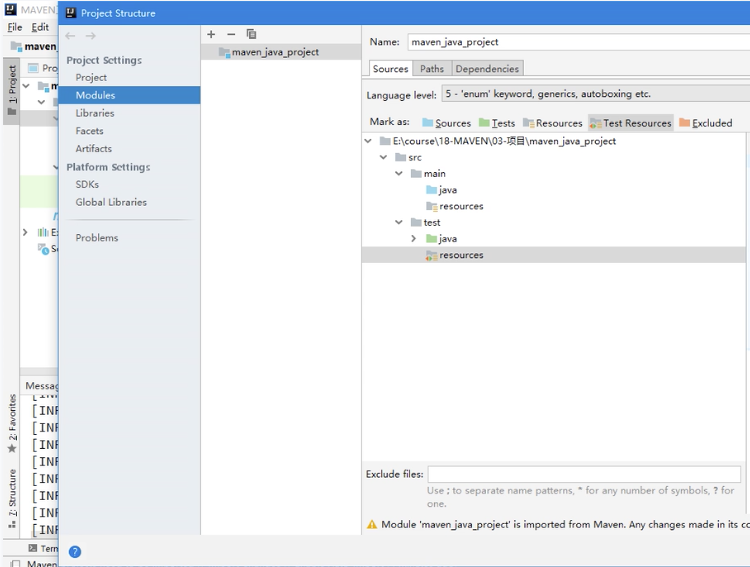 MAVEN
Project Structure
File Edit
maven_
Project Settings
Project
Modules
Libraries
Facets
Artifacts
Platform Settings
SDKs
Global Libraries
Problems
maven_java_project
Name: maven_java_project
Sources Paths Dependencies
Language level: 5 - 'enum' keyword, generics, autoboxing etc.
Mark as: Sources Tests Resources Test Resources Excluded
E:\course\18-MAVEN\03-项目\maven_java_project
src
main
java
resources
test
java
resources
Exclude files:
Use ; to separate name patterns, * for any number of symbols, ? for
one.
Module 'maven_java_project' is imported from Maven. Any changes made in its co
1: Project
Pro
m
E
Se
2: Favorites
Z: Structure
Messag
[INF
[INF
[INF
[INF
[INF
[INF
[INF
[INF
[INF
Term
Maven
?